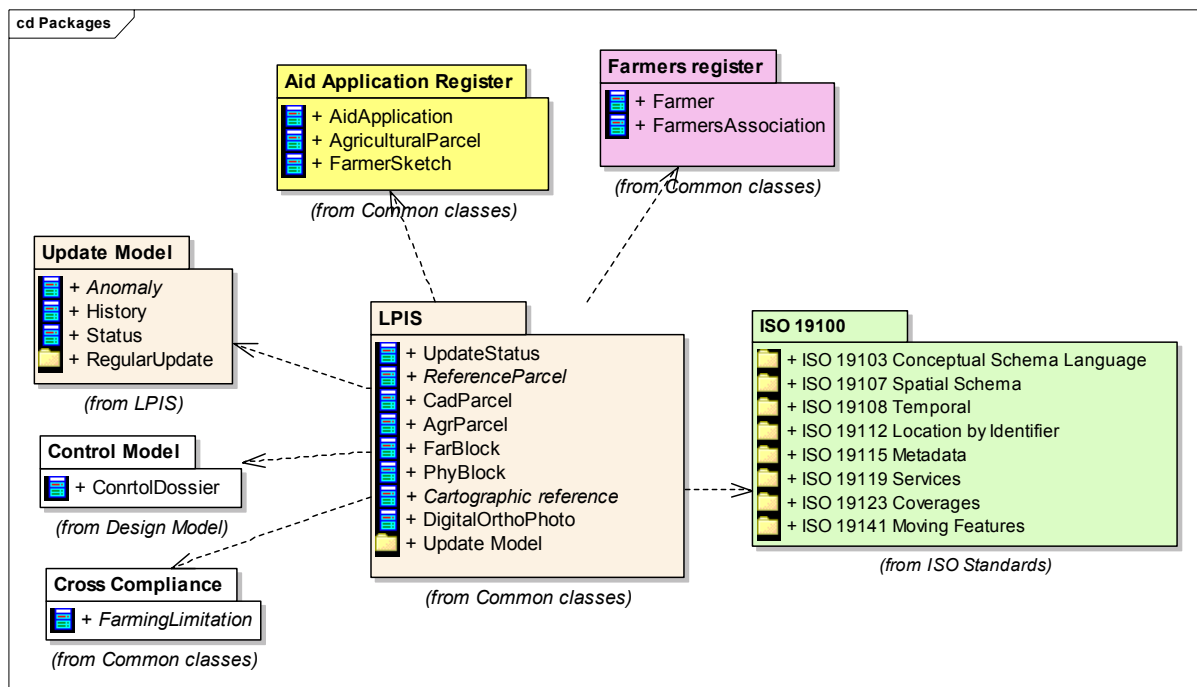 cd Packages
Aid Application Register
+ AidApplication
+ AgriculturalParcel
+ FarmerSketch
(from Common classes)
Farmers register
+ Farmer
+ FarmersAssociation
(from Common classes)
Update Model
+ Anomaly
+ History
+ Status
+ RegularUpdate
(from LPIS)
Control Model
+ ConrtolDossier
(from Design Model)
Cross Compliance
+ FarmingLimitation
(from Common classes)
LPIS
+ UpdateStatus
+ ReferenceParcel
+ CadParcel
+ AgrParcel
+ FarBlock
+ PhyBlock
+ Cartographic reference
+ DigitalOrthoPhoto
+ Update Model
(from Common classes)
ISO 19100
+ ISO 19103 Conceptual Schema Language
+ ISO 19107 Spatial Schema
+ ISO 19108 Temporal
+ ISO 19112 Location by Identifier
+ ISO 19115 Metadata
+ ISO 19119 Services
+ ISO 19123 Coverages
+ ISO 19141 Moving Features
(from ISO Standards)